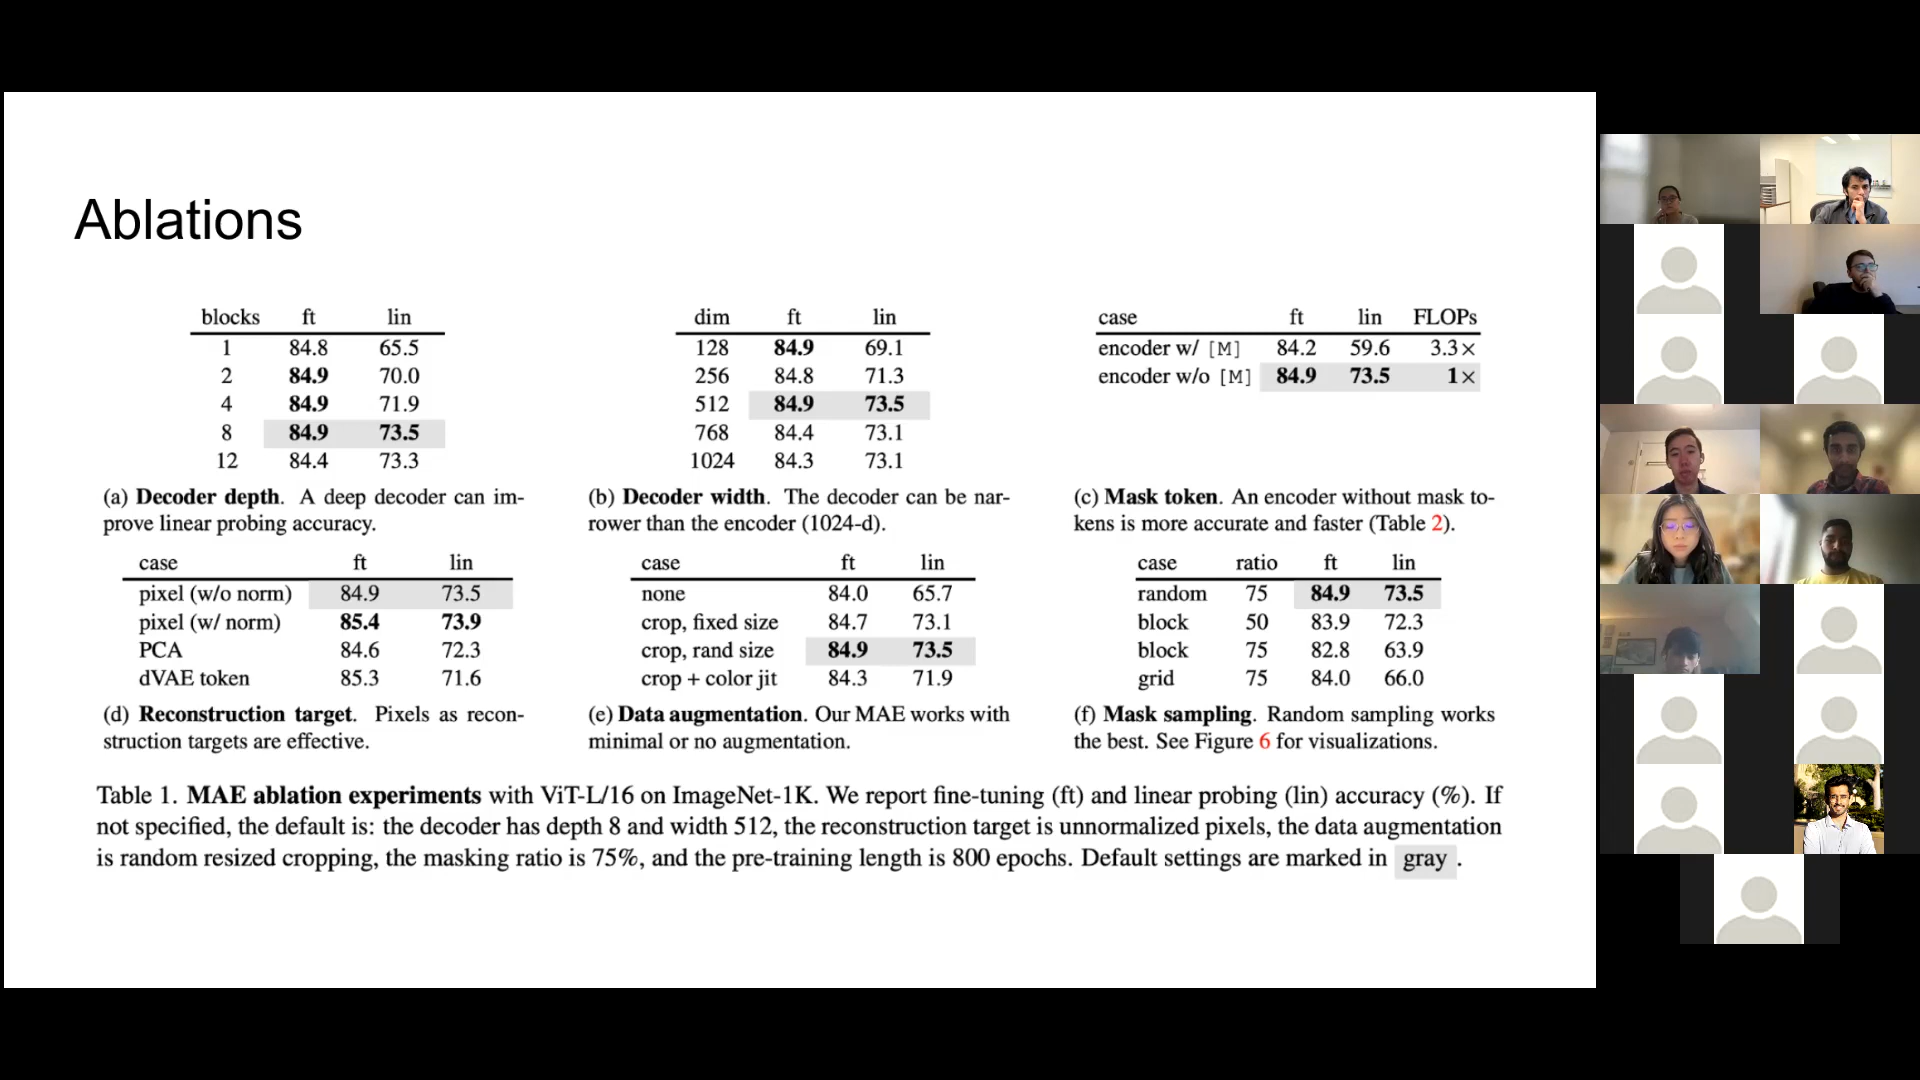 Ablations
blocks ft lin
1 84.8 65.5
2 84.9 70.0
4 84.9 71.9
8 84.9 73.5
12 84.4 73.3
(a) Decoder depth. A deep decoder can im-
prove linear probing accuracy.
dim ft lin
128 84.9 69.1
256 84.8 71.3
512 84.9 73.5
768 84.4 73.1
1024 84.3 73.1
(b) Decoder width. The decoder can be nar-
rower than the encoder (1024-d).
case ft lin FLOPs
encoder w/ [M] 84.2 59.6 3.3×
encoder w/o [M] 84.9 73.5 1×
(c) Mask token. An encoder without mask to-
kens is more accurate and faster (Table 2).
case ft lin
pixel (w/o norm) 84.9 73.5
pixel (w/ norm) 85.4 73.9
PCA 84.6 72.3
dVAE token 85.3 71.6
(d) Reconstruction target. Pixels as recon-
struction targets are effective.
case ft lin
none 84.0 65.7
crop, fixed size 84.7 73.1
crop, rand size 84.9 73.5
crop + color jit 84.3 71.9
(e) Data augmentation. Our MAE works with
minimal or no augmentation.
case ratio ft lin
random 75 84.9 73.5
block 50 83.9 72.3
block 75 82.8 63.9
grid 75 84.0 66.0
(f) Mask sampling. Random sampling works
the best. See Figure 6 for visualizations.
Table 1. MAE ablation experiments with ViT-L/16 on ImageNet-1K. We report fine-tuning (ft) and linear probing (lin) accuracy (%). If
not specified, the default is: the decoder has depth 8 and width 512, the reconstruction target is unnormalized pixels, the data augmentation
is random resized cropping, the masking ratio is 75%, and the pre-training length is 800 epochs. Default settings are marked in gray .